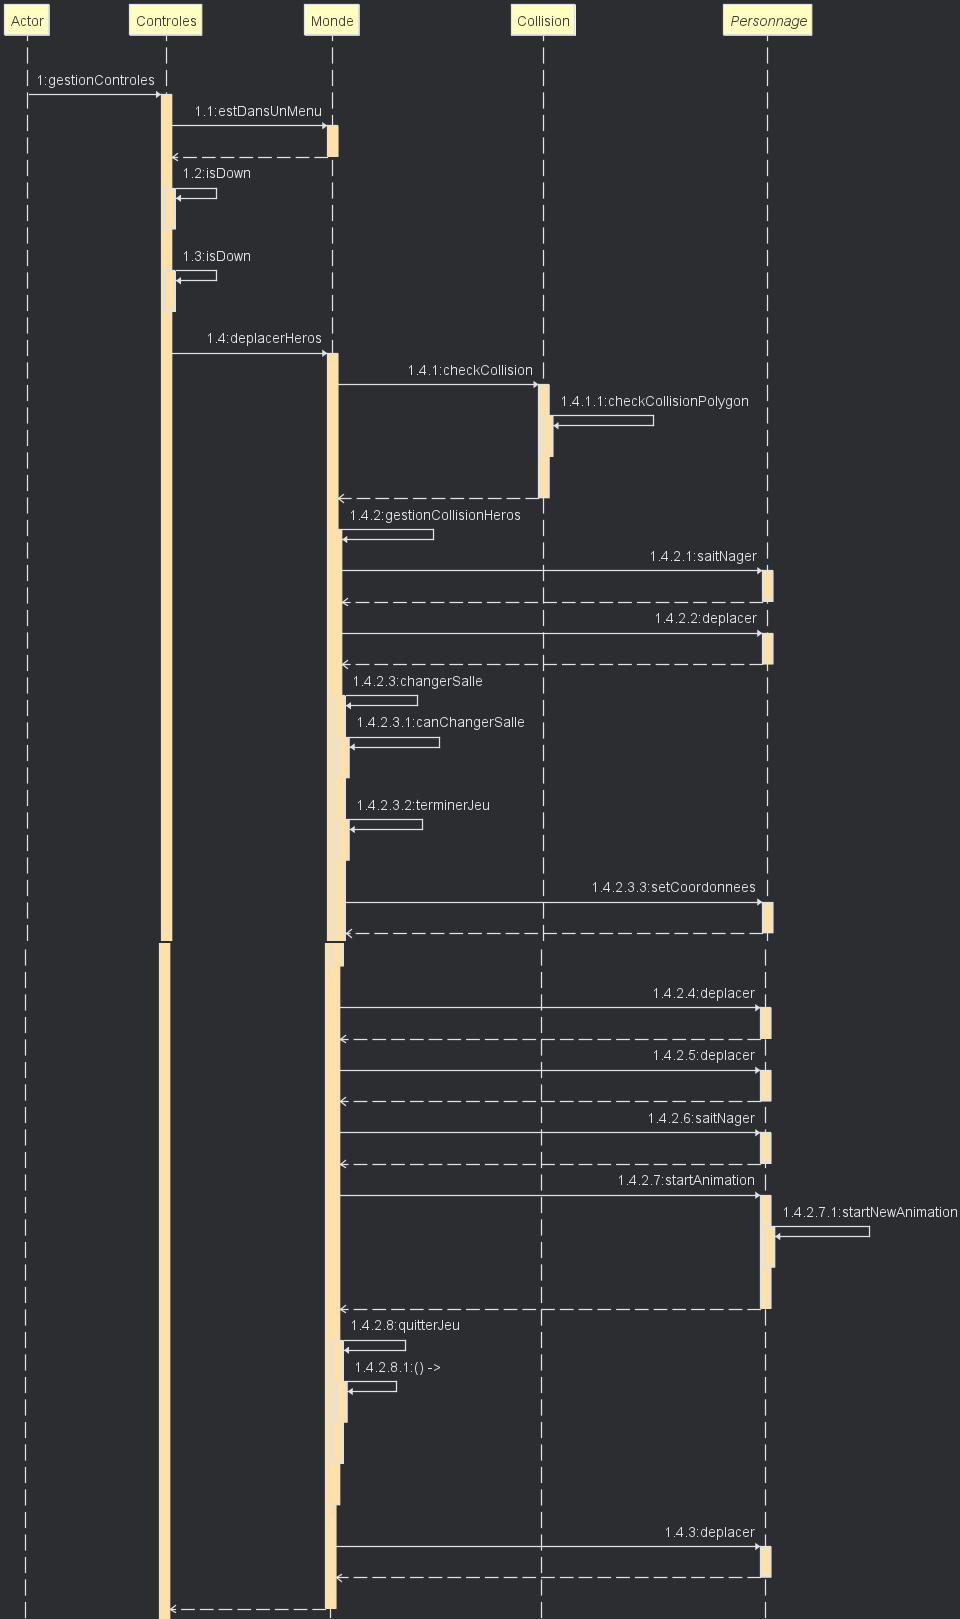 Actor
Controles
Monde
Collision
Personnage
1:gestionControles
1.1:estDansUnMenu
1.2:isDown
1.3:isDown
1.4:deplacerHeros
1.4.1:checkCollision
1.4.1.1:checkCollisionPolygon
1.4.2:gestionCollisionHeros
1.4.2.1:saitNager
1.4.2.2:deplacer
1.4.2.3:changerSalle
1.4.2.3.1:canChangerSalle
1.4.2.3.2:terminerJeu
1.4.2.3.3:setCoordonnees
1.4.2.4:deplacer
1.4.2.5:deplacer
1.4.2.6:saitNager
1.4.2.7:startAnimation
1.4.2.7.1:startNewAnimation
1.4.2.8:quitterJeu
1.4.2.8.1:() ->
1.4.3:deplacer